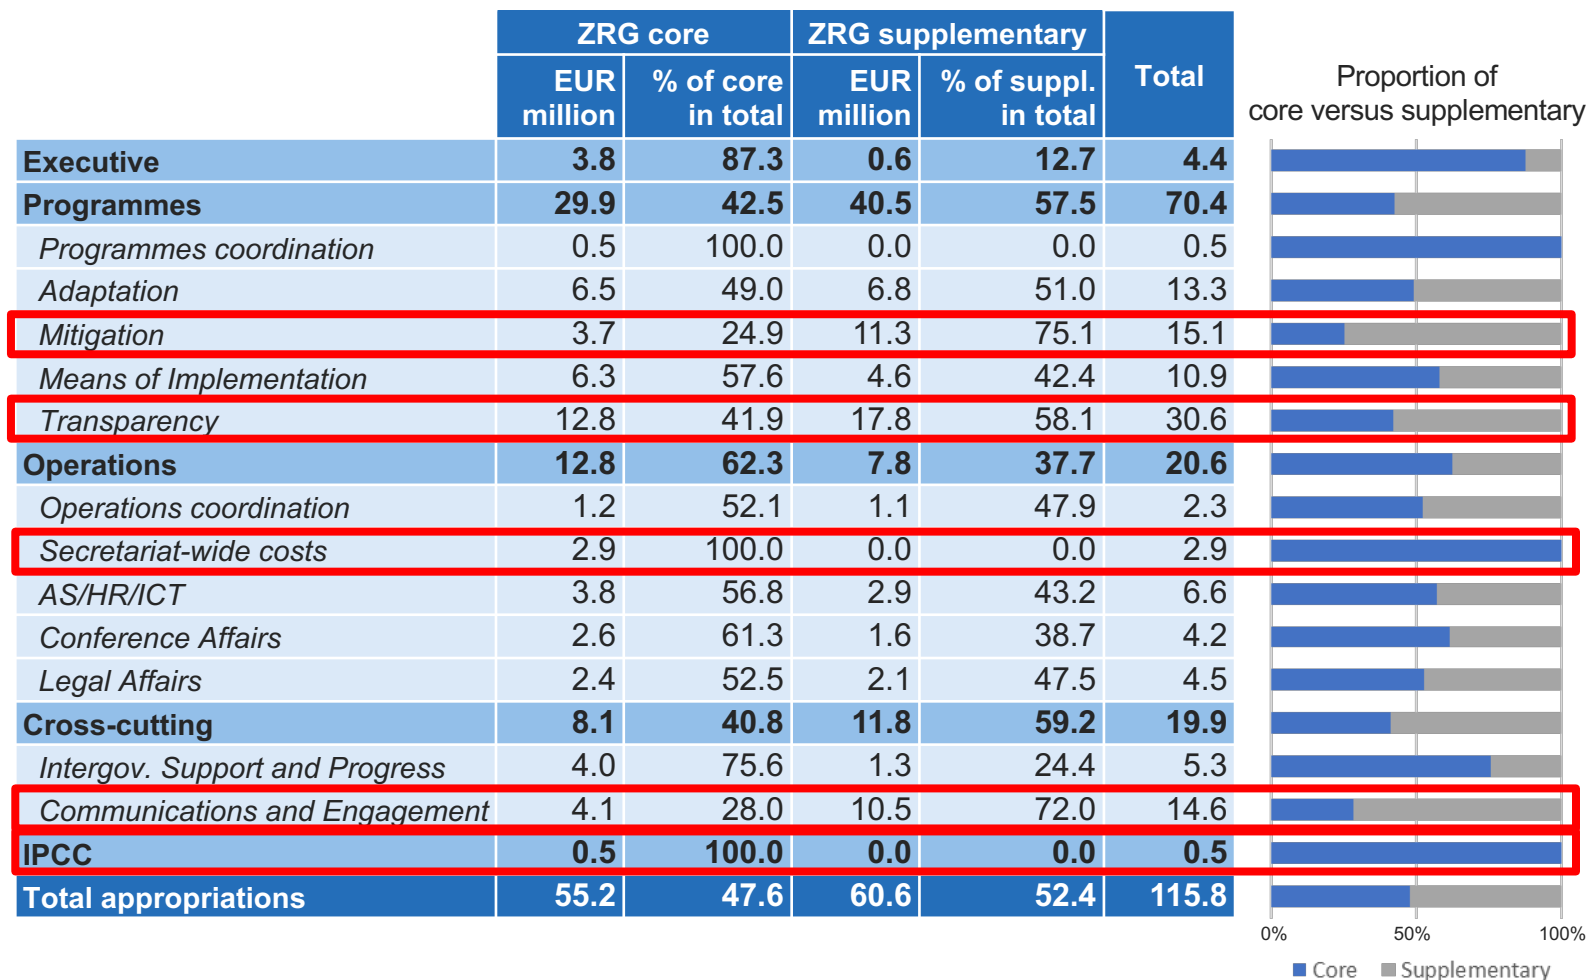 ZRG core ZRG supplementary Total
EUR million % of core in total EUR million % of suppl. in total
Proportion of
core versus supplementary
Executive 3.8 87.3 0.6 12.7 4.4
Programmes 29.9 42.5 40.5 57.5 70.4
Programmes coordination 0.5 100.0 0.0 0.0 0.5
Adaptation 6.5 49.0 6.8 51.0 13.3
Mitigation 3.7 24.9 11.3 75.1 15.1
Means of Implementation 6.3 57.6 4.6 42.4 10.9
Transparency 12.8 41.9 17.8 58.1 30.6
Operations 12.8 62.3 7.8 37.7 20.6
Operations coordination 1.2 52.1 1.1 47.9 2.3
Secretariat-wide costs 2.9 100.0 0.0 0.0 2.9
AS/HR/ICT 3.8 56.8 2.9 43.2 6.6
Conference Affairs 2.6 61.3 1.6 38.7 4.2
Legal Affairs 2.4 52.5 2.1 47.5 4.5
Cross-cutting 8.1 40.8 11.8 59.2 19.9
Intergov. Support and Progress 4.0 75.6 1.3 24.4 5.3
Communications and Engagement 4.1 28.0 10.5 72.0 14.6
IPCC 0.5 100.0 0.0 0.0 0.5
Total appropriations 55.2 47.6 60.6 52.4 115.8
0% 50% 100%
Core Supplementary